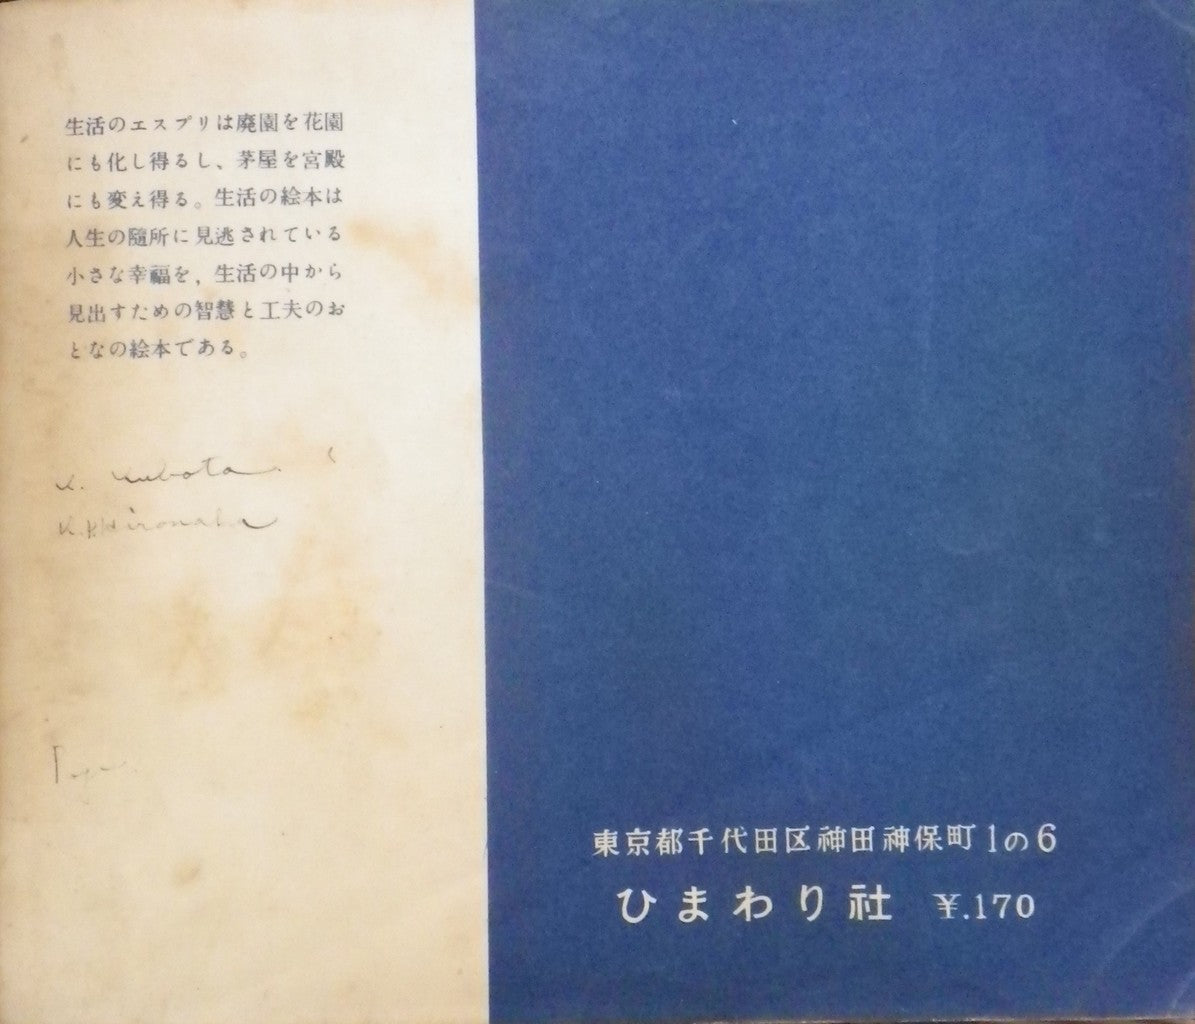 生活のエスプリは廃園を花園
にも化し得るし、茅屋を宮殿
にも変え得る。生活の絵本は
人生の隨所に見逃されている
小さな幸福を，生活の中から
見出すための智慧と工夫のお
となの絵本である。
K. Kubota.
K. Hironaka
東京都千代田区神田神保町1の6
ひまわり社 ¥.170